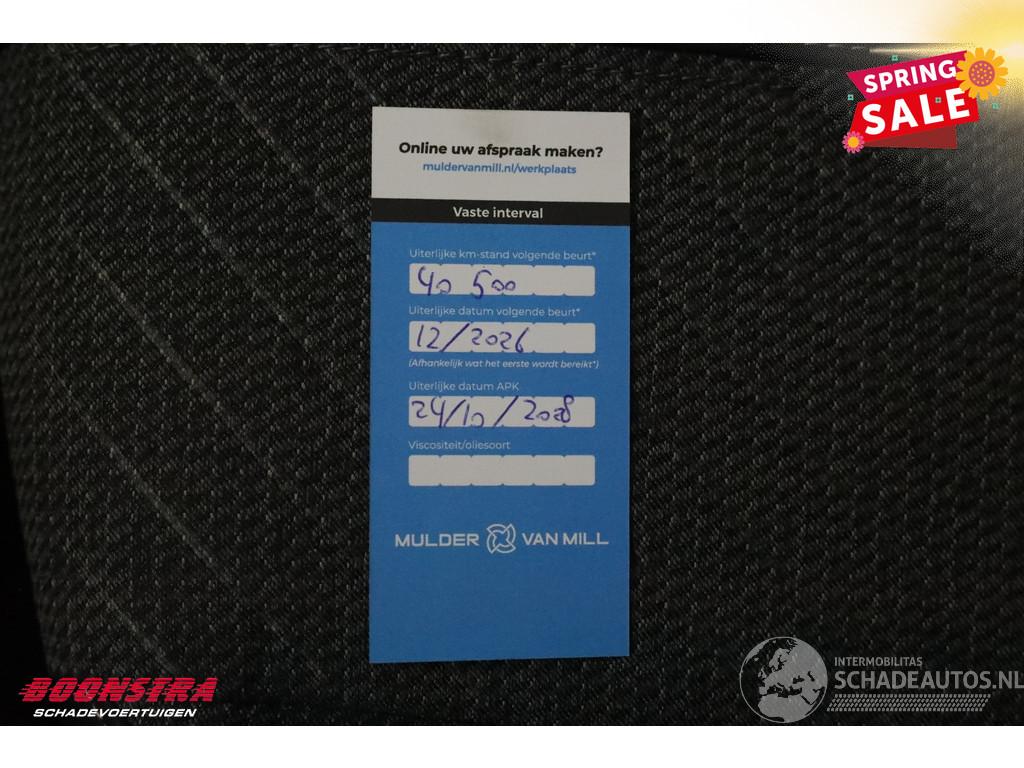 SPRING
SALE
Online uw afspraak maken?
muldervanmill.nl/werkplaats
Vaste interval
Uiterlijke km-stand volgende beurt*
40 500
Uiterlijke datum volgende beurt*
12/2026
(Afhankelijk wat het eerste wordt bereikt*)
Uiterlijke datum APK
24/10/2028
Viscositeit/oliesoort
MULDER VAN MILL
BOONSTRA
SCHADEVOERTUIGEN
INTERMOBILITAS
SCHADEAUTOS.NL